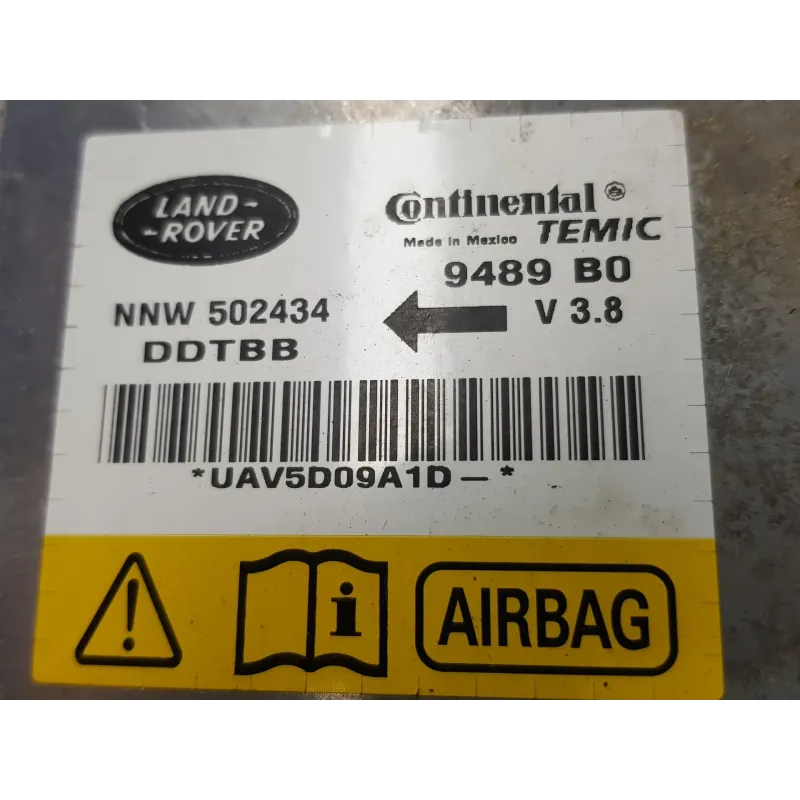 LAND-
-ROVER
Continental
Made in Mexico TEMIC
9489 B0
NNW 502434
V 3.8
DDTBB
*UAV5D09A1D-*
i
AIRBAG